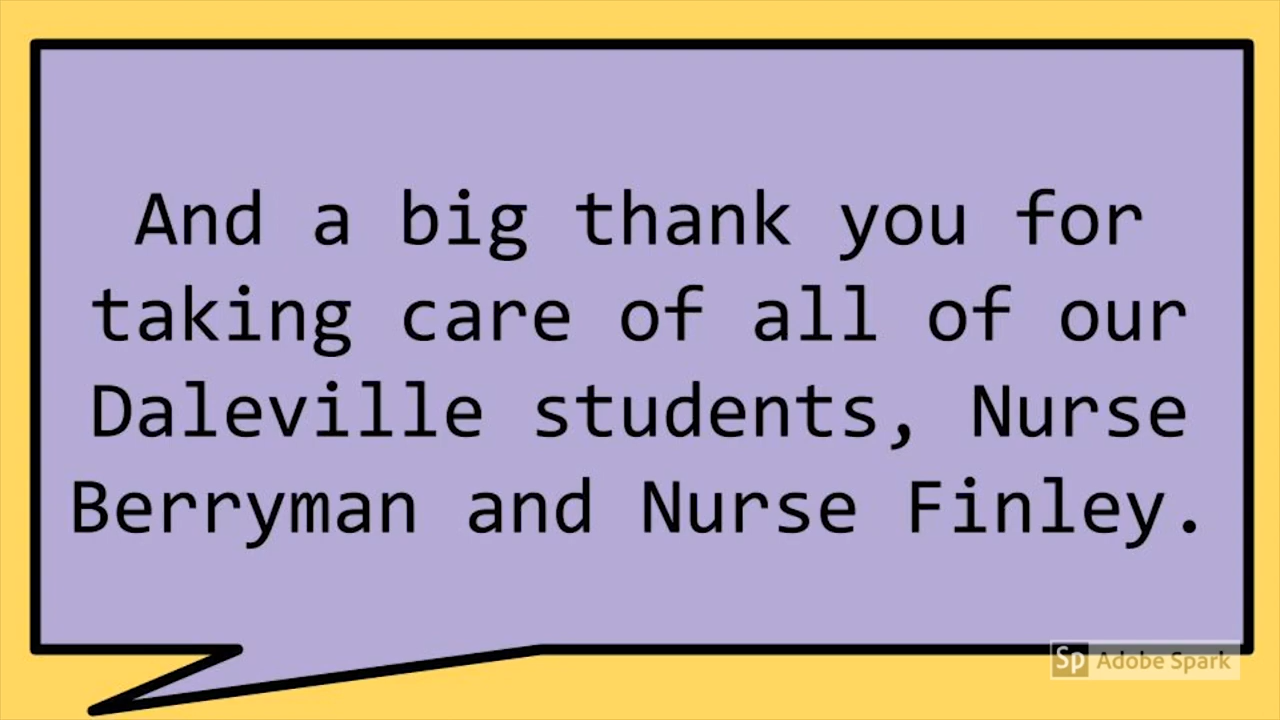 And a big thank you for
taking care of all of our
Daleville students, Nurse
Berryman and Nurse Finley.
Sp Adobe Spark